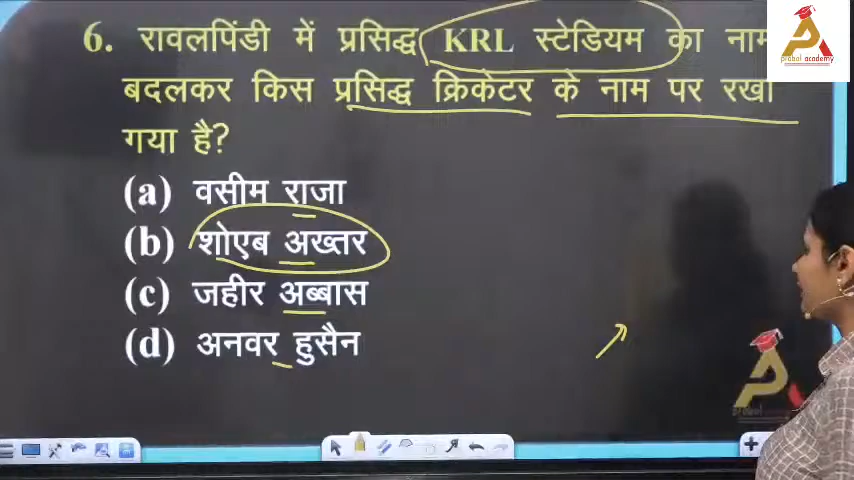 6. रावलपिंडी में प्रसिद्ध KRL स्टेडियम का नाम
बदलकर किस प्रसिद्ध क्रिकेटर के नाम पर रखा
गया है?
(a) वसीम राजा
(b) शोएब अख्तर
(c) जहीर अब्बास
(d) अनवर हुसैन
probal academy